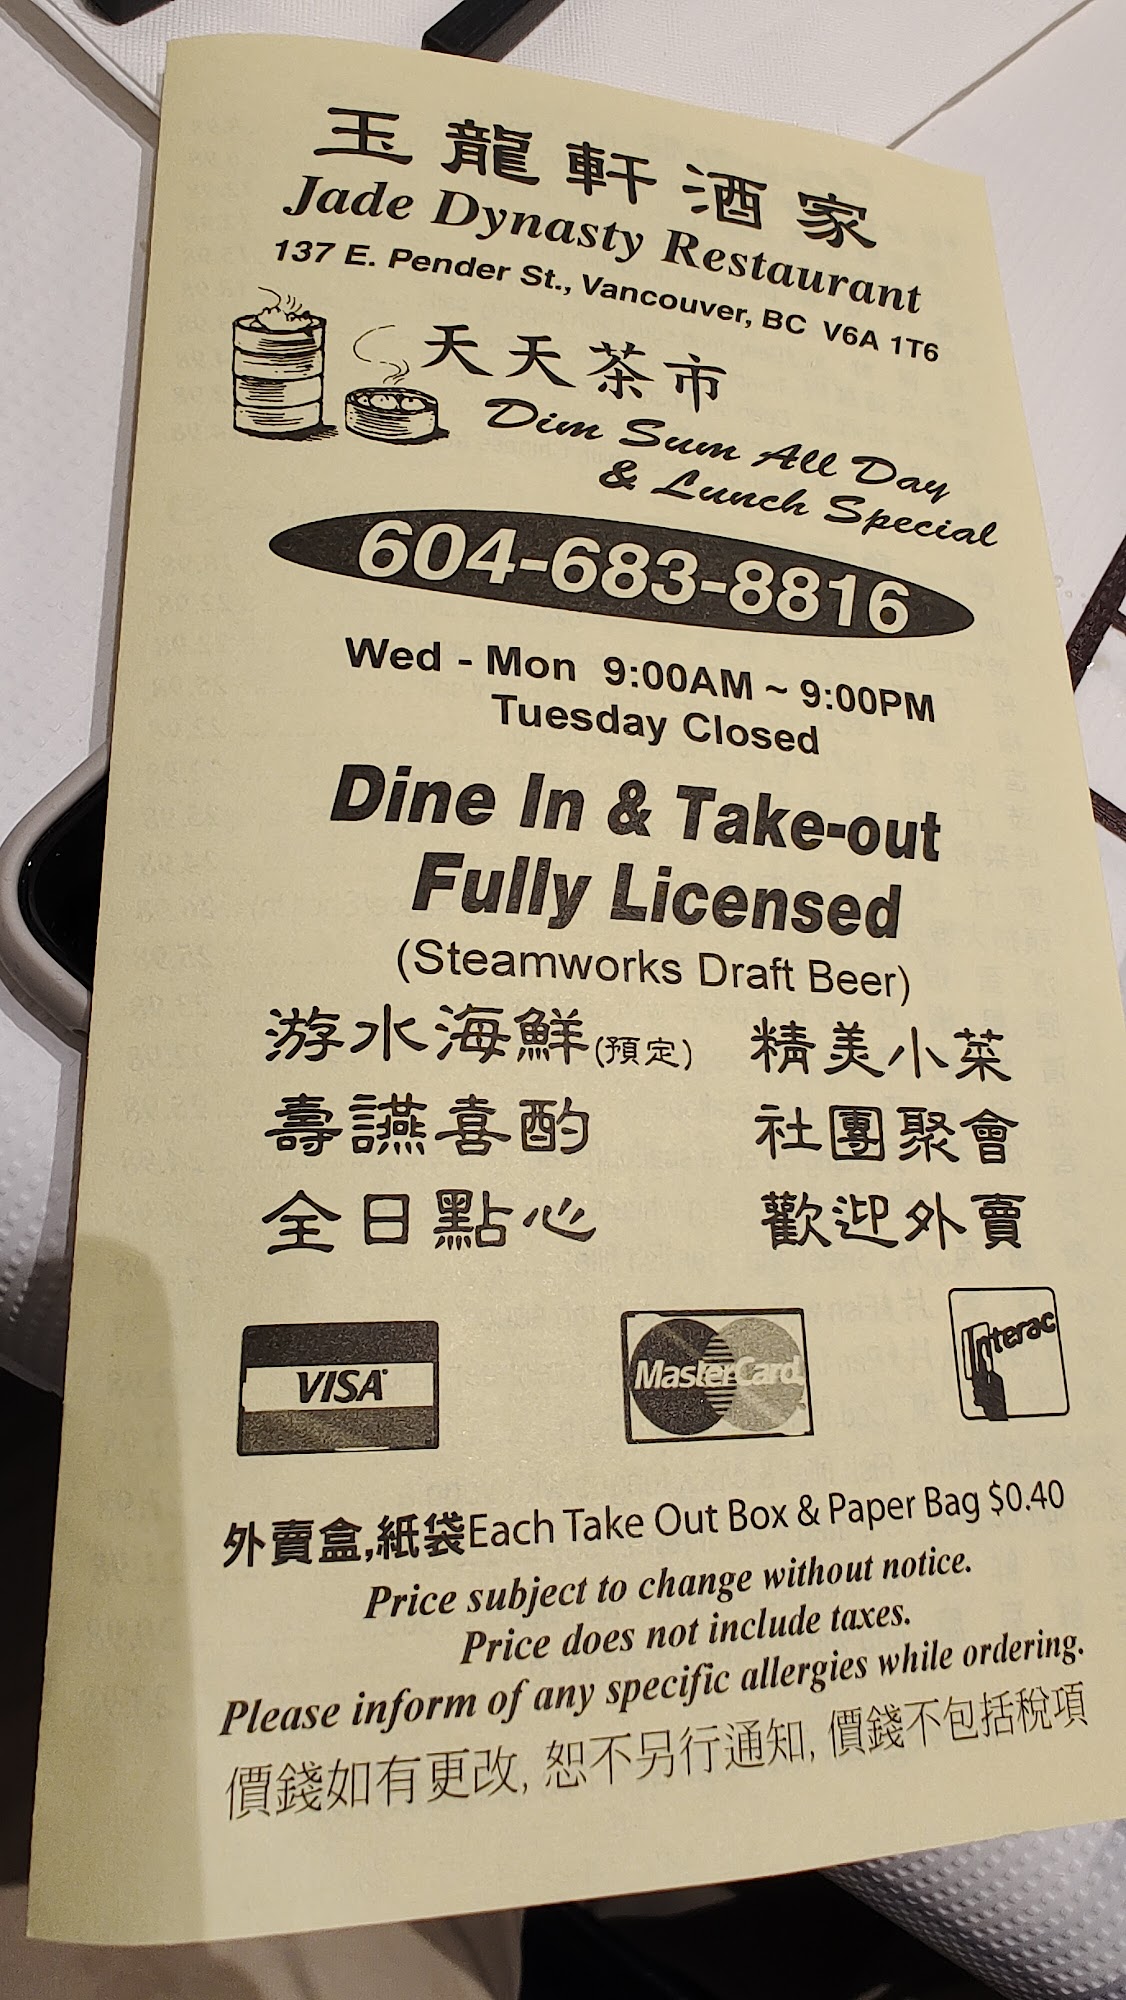 玉龍軒酒家
Jade Dynasty Restaurant
137 E. Pender St., Vancouver, BC V6A 1T6
天天茶市
Dim Sum All Day
& Lunch Special
604-683-8816
Wed - Mon 9:00AM ~ 9:00PM
Tuesday Closed
Dine In & Take-out
Fully Licensed
(Steamworks Draft Beer)
游水海鮮(預定) 精美小菜
壽讌喜酌 社團聚會
全日點心 歡迎外賣
VISA MasterCard Interac
外賣盒,紙袋Each Take Out Box & Paper Bag $0.40
Price subject to change without notice.
Price does not include taxes.
Please inform of any specific allergies while ordering.
價錢如有更改, 恕不另行通知, 價錢不包括稅項